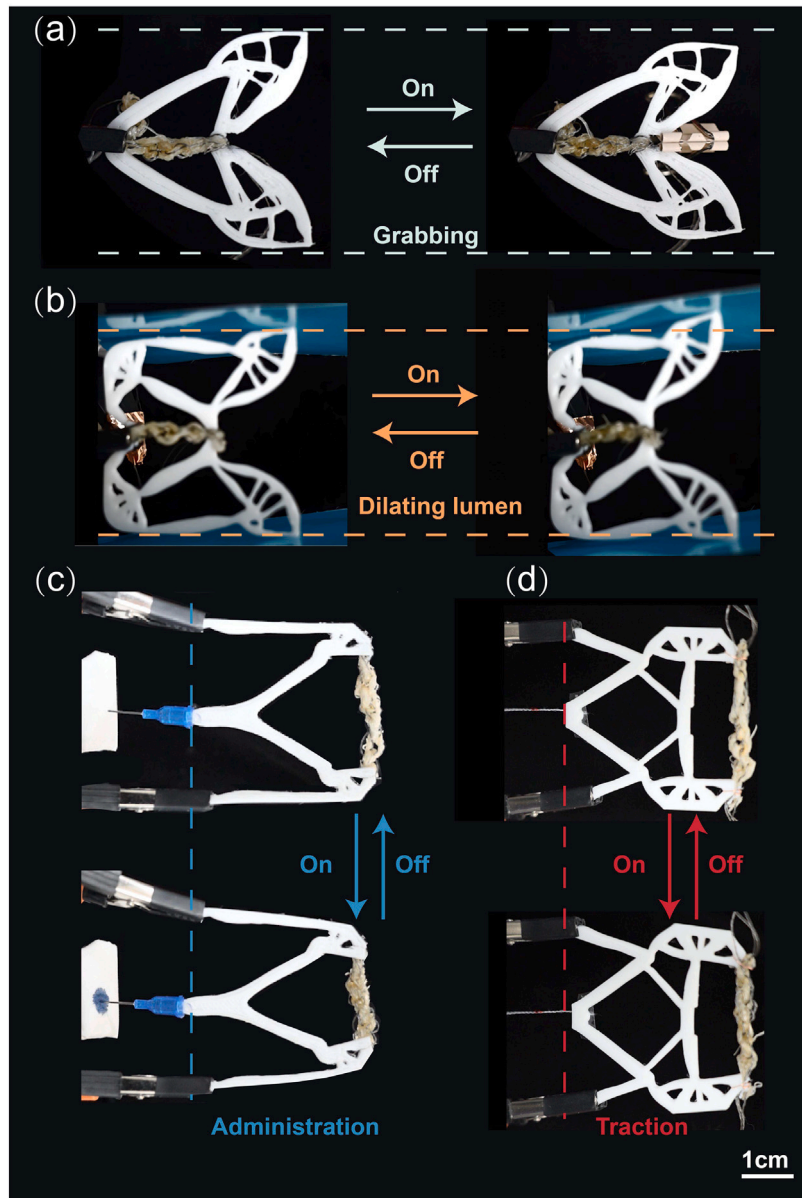 (a)
On
Off
Grabbing
(b)
On
Off
Dilating lumen
(c)
(d)
On
Off
On
Off
Administration
Traction
1cm